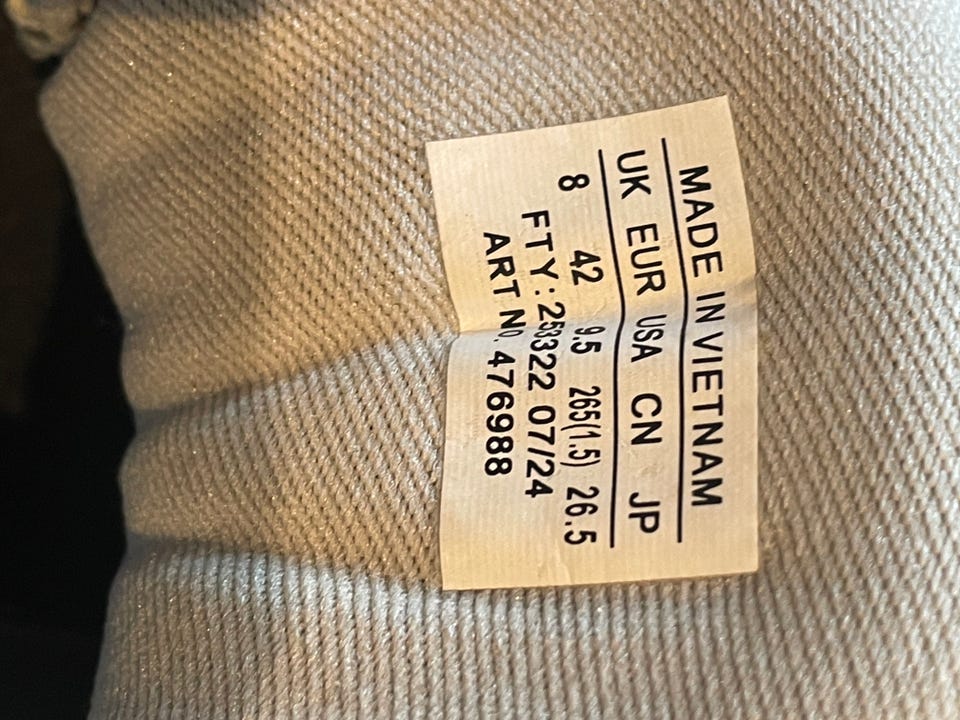 MADE IN VIETNAM
UK EUR USA CN JP
8 42 9.5 265(1.5) 26.5
FTY: 253322 07/24
ART NO. 476988